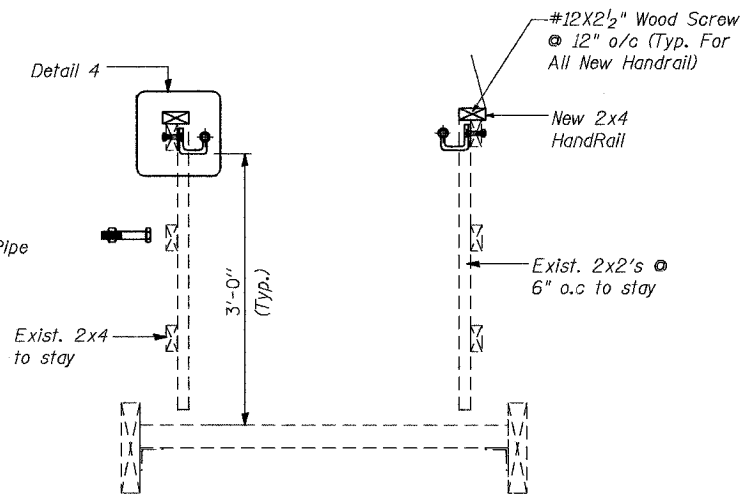 #12X2½" Wood Screw
@ 12" o/c (Typ. For
All New Handrail)
Detail 4
New 2x4
HandRail
Pipe
3'-0"
(Typ.)
Exist. 2x2's @
6" o.c to stay
Exist. 2x4
to stay